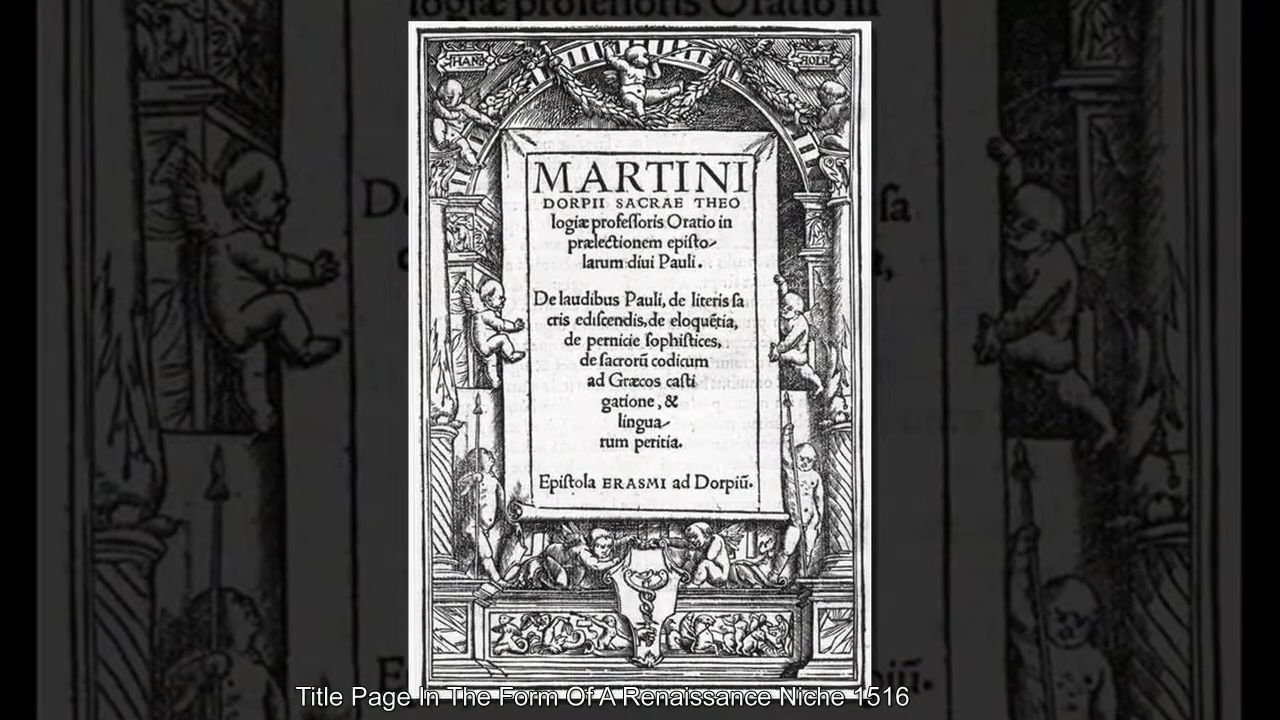 HANS
HOLB
MARTINI
DORPII SACRAE THEO
logiæ profeſſoris Oratio in
prælectionem epiſto-
larum diui Pauli.
De laudibus Pauli, de literis ſa
cris ediſcendis, de eloquẽtia,
de pernicie ſophiſtices,
de ſacrorũ codicum
ad Græcos caſti
gatione, &
lingua-
rum peritia.
Epiſtola ERASMI ad Dorpiũ.
Title Page In The Form Of A Renaissance Niche 1516